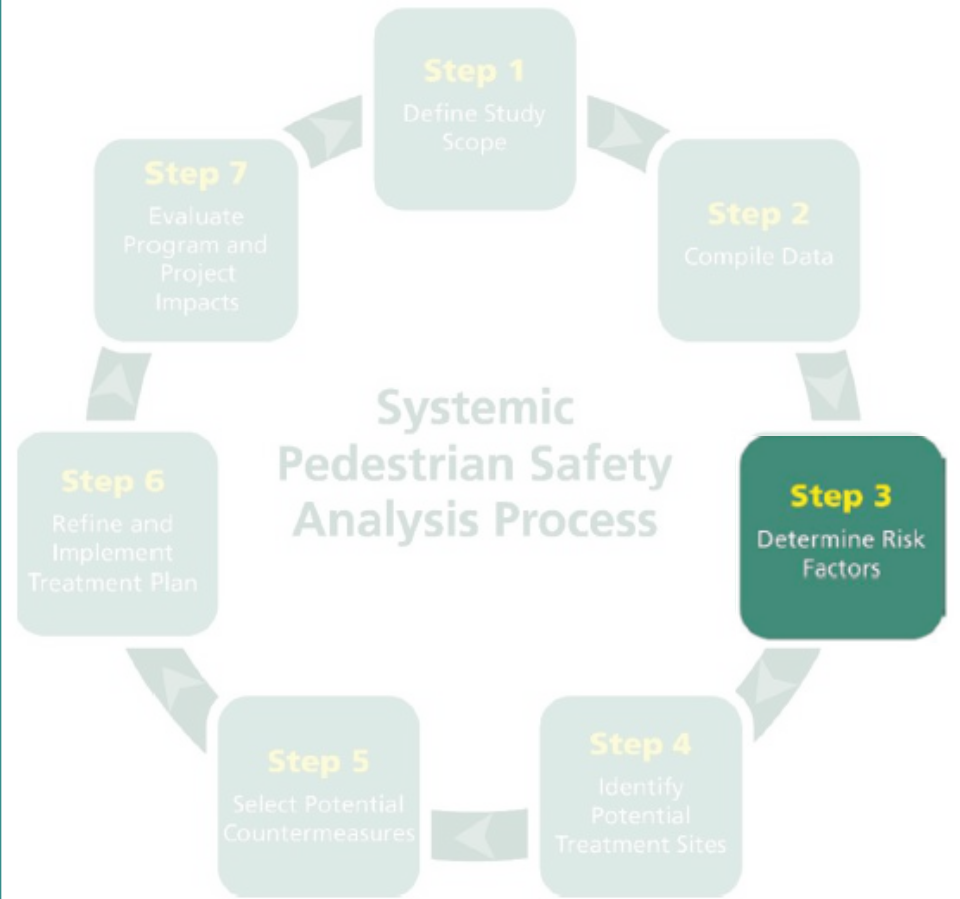 Step 1
Define Study
Scope
Step 2
Compile Data
Step 3
Determine Risk
Factors
Step 4
Identify
Potential
Treatment Sites
Step 5
Select Potential
Countermeasures
Step 6
Refine and
Implement
Treatment Plan
Step 7
Evaluate
Program and
Project
Impacts
Systemic
Pedestrian Safety
Analysis Process